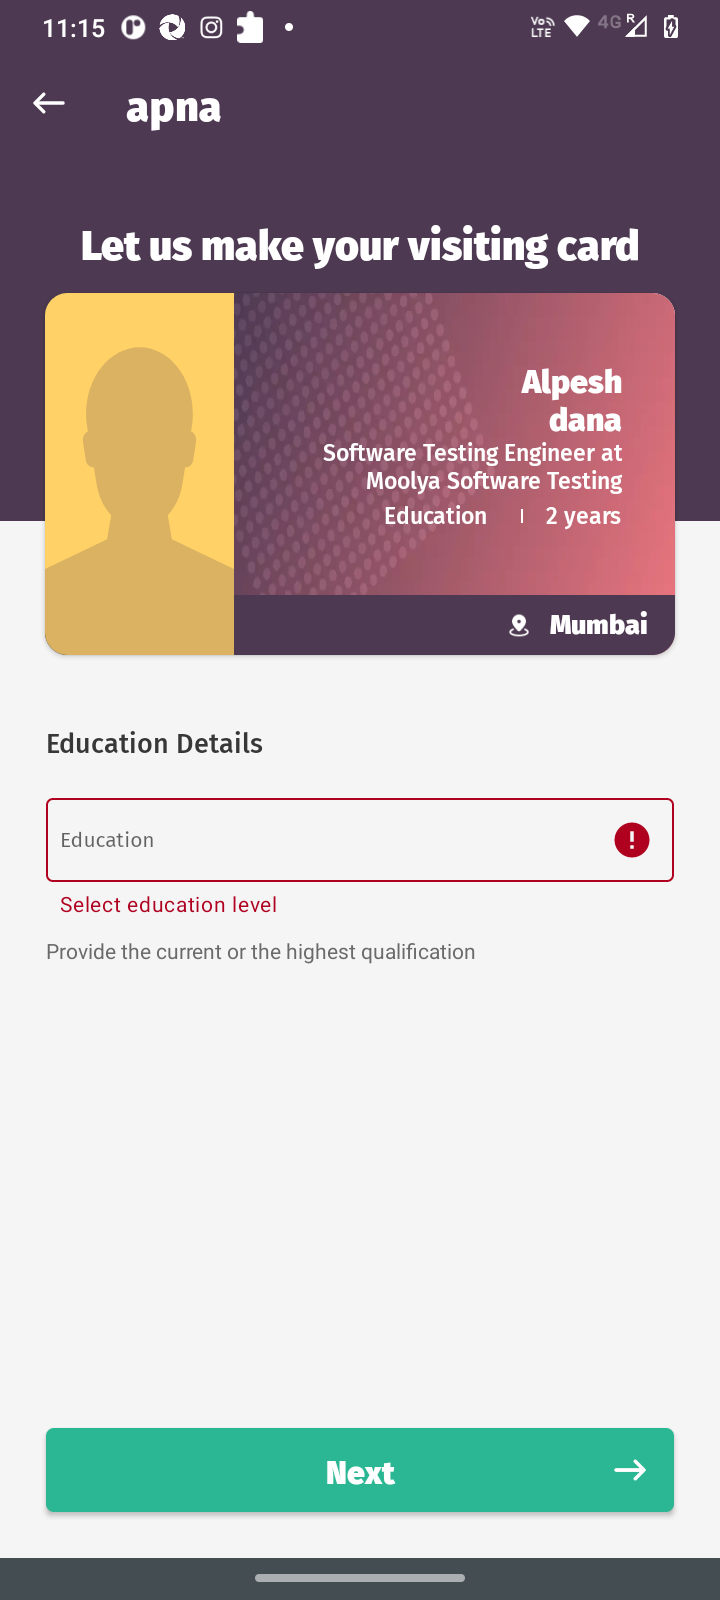 11:15
Vo LTE 4G R
apna
Let us make your visiting card
Alpesh
dana
Software Testing Engineer at
Moolya Software Testing
Education | 2 years
Mumbai
Education Details
Education
Select education level
Provide the current or the highest qualification
Next